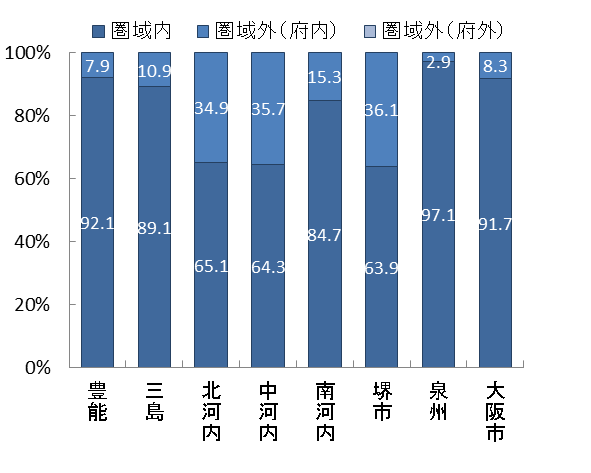 圏域内 圏域外（府内） 圏域外（府外）
100%
80%
60%
40%
20%
0%
7.9 10.9 34.9 35.7 15.3 36.1 2.9 8.3
92.1 89.1 65.1 64.3 84.7 63.9 97.1 91.7
豊能 三島 北河内 中河内 南河内 堺市 泉州 大阪市